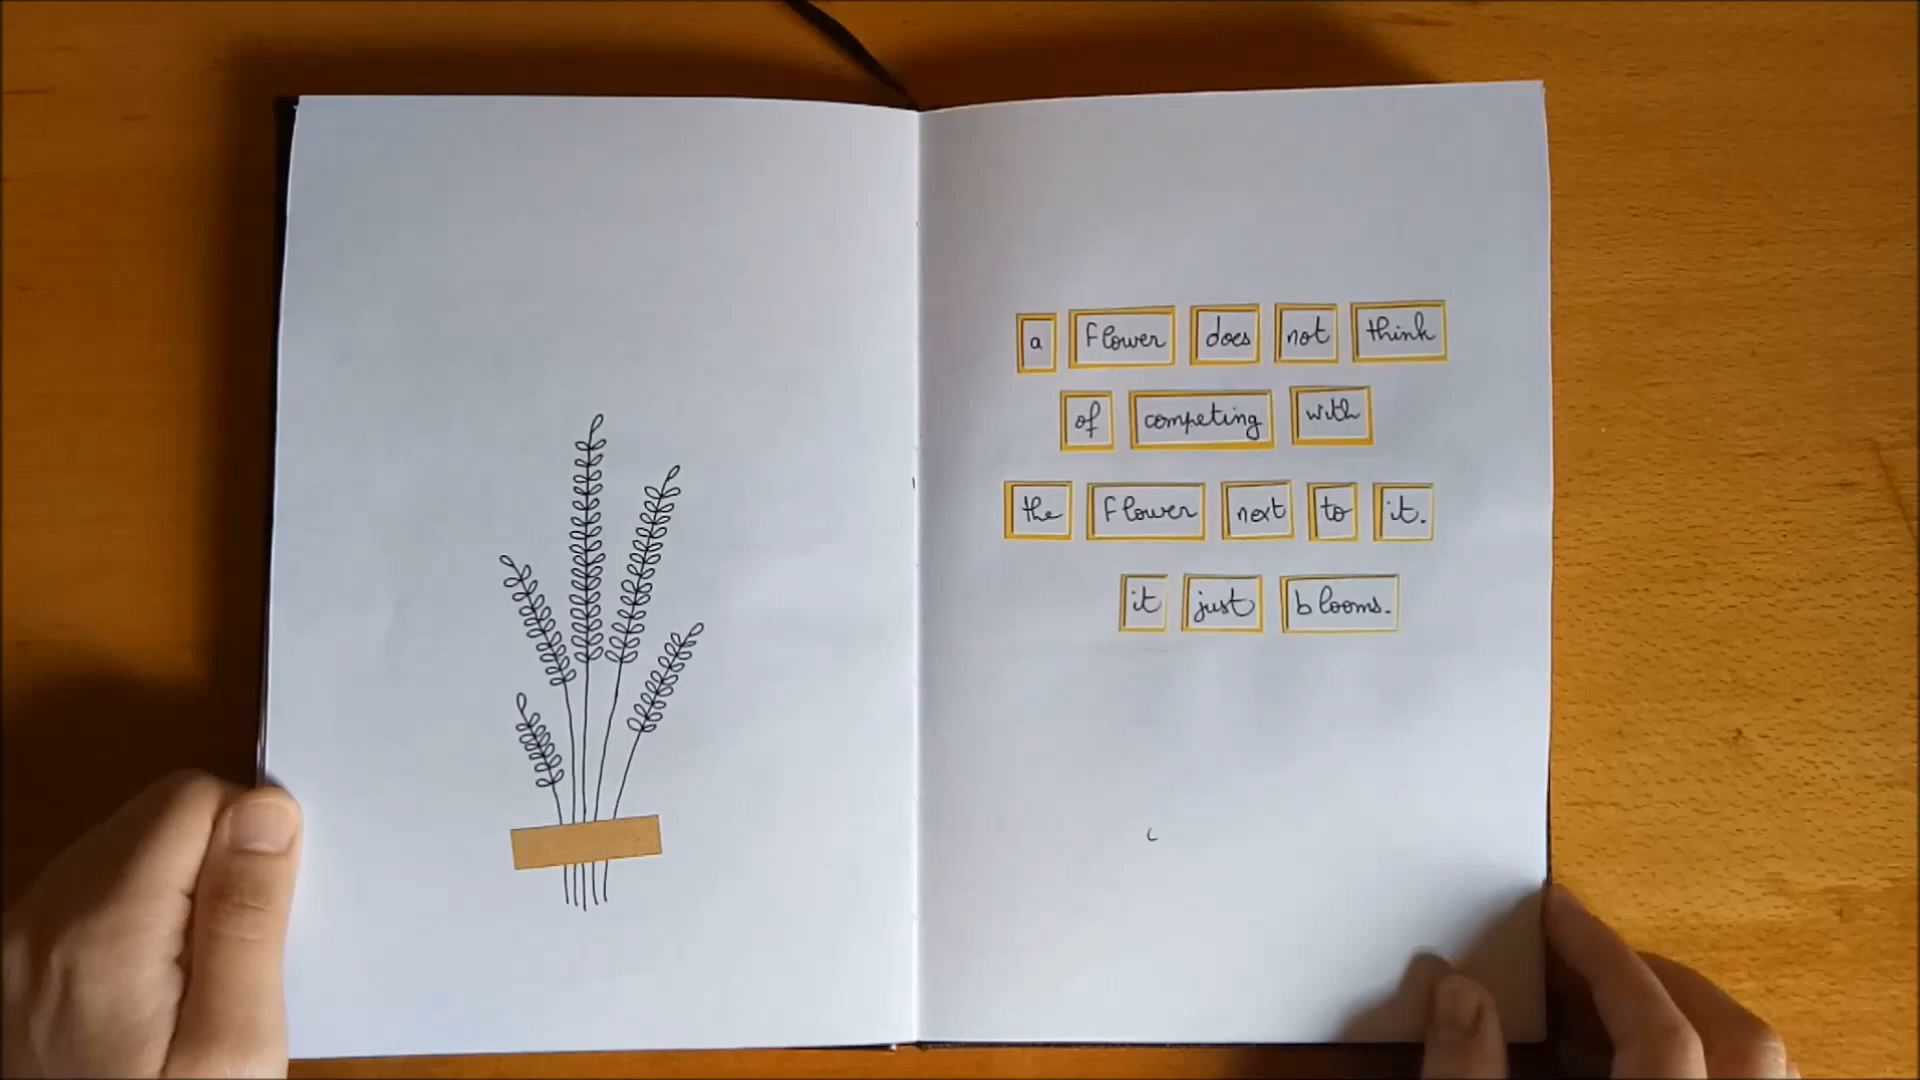 a flower does not think
of competing with
the flower next to it.
it just blooms.